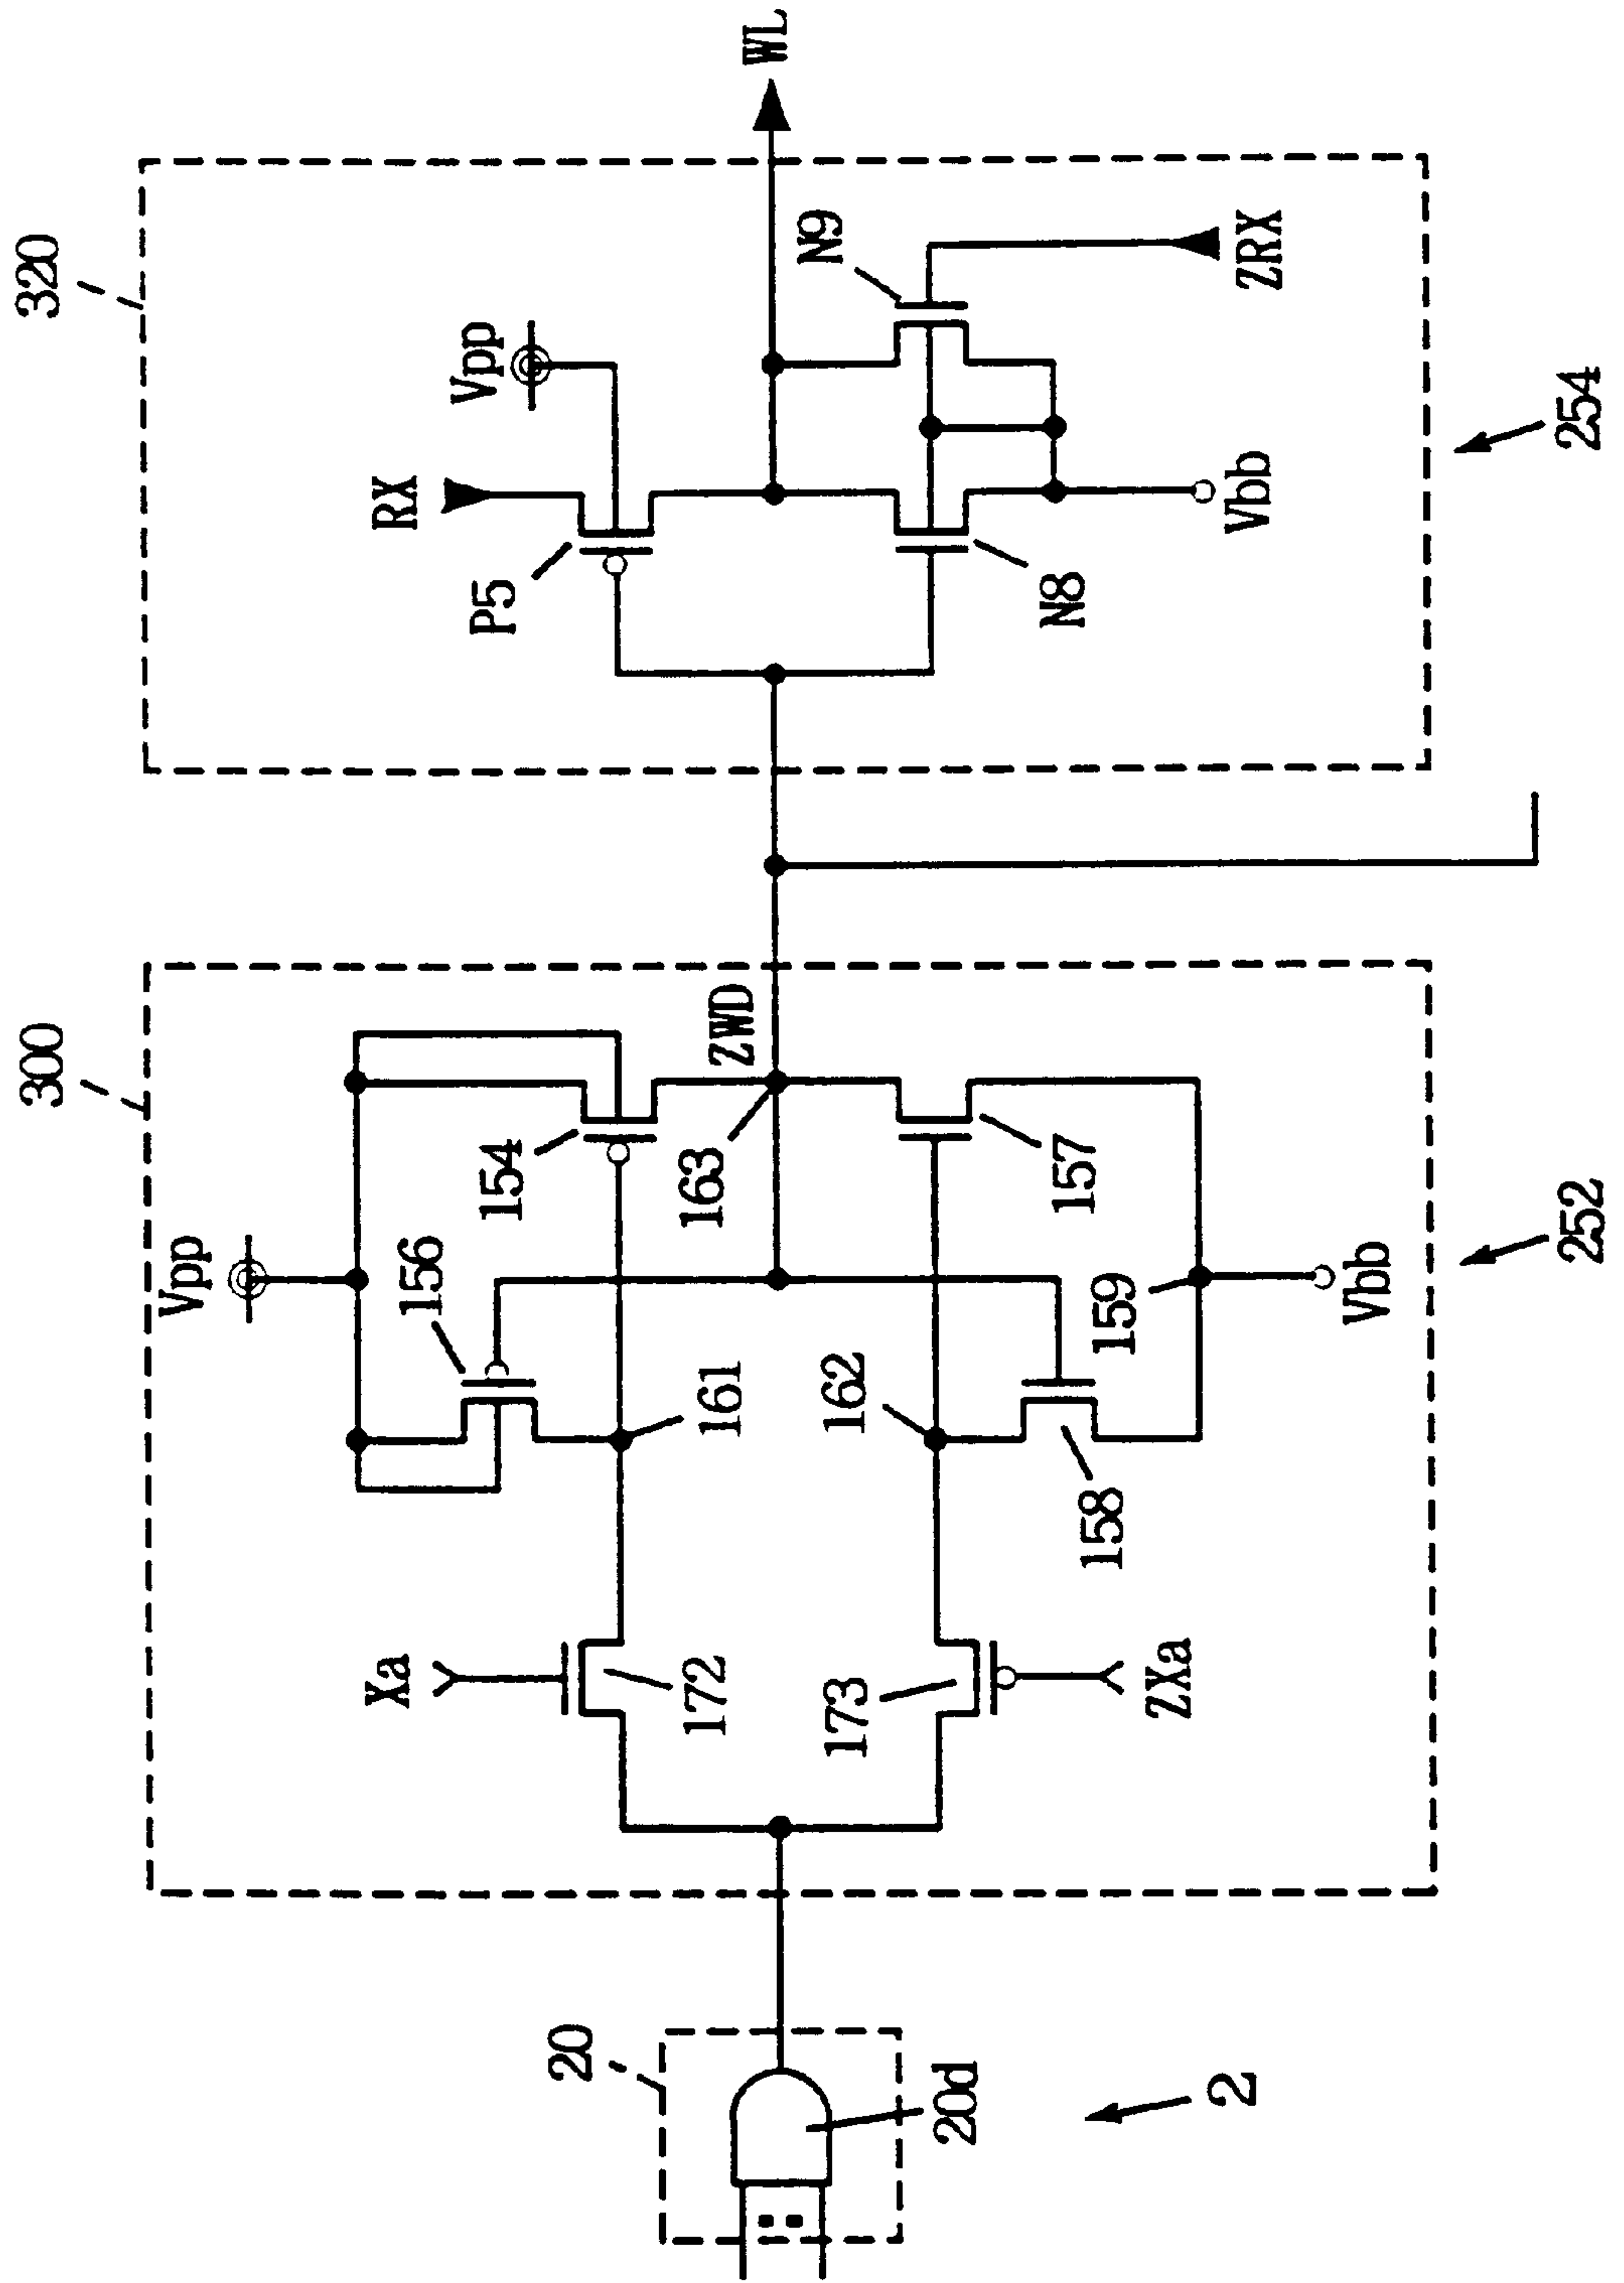 320
300
Vpp
RX
Vpp
WL
P5
N9
N8
ZRX
Vbb
254
ZWD
154
156
163
161
162
157
159
158
Vbb
252
Xa
172
173
ZXa
20
20d
2